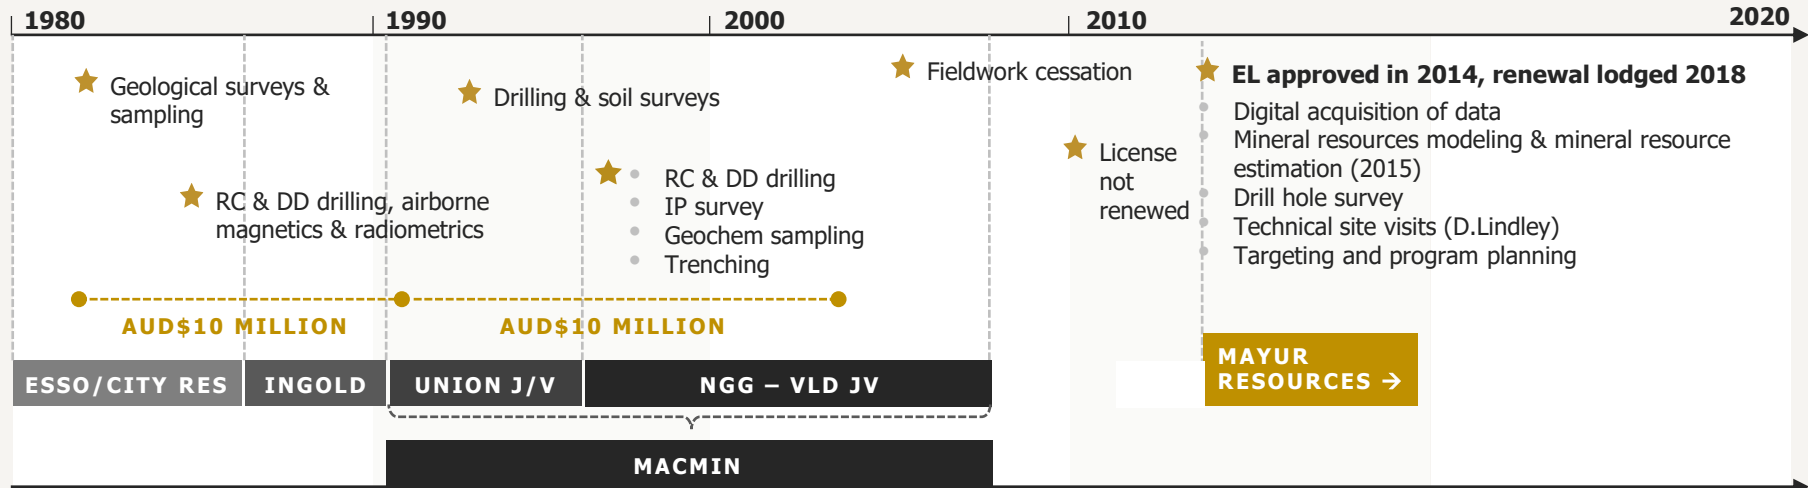 1980
1990
2000
2010
2020
Geological surveys &
sampling
Drilling & soil surveys
Fieldwork cessation
EL approved in 2014, renewal lodged 2018
Digital acquisition of data
Mineral resources modeling & mineral resource
estimation (2015)
Drill hole survey
Technical site visits (D.Lindley)
Targeting and program planning
License
not
renewed
RC & DD drilling, airborne
magnetics & radiometrics
RC & DD drilling
IP survey
Geochem sampling
Trenching
AUD$10 MILLION
AUD$10 MILLION
ESSO/CITY RES
INGOLD
UNION J/V
NGG – VLD JV
MAYUR
RESOURCES →
MACMIN